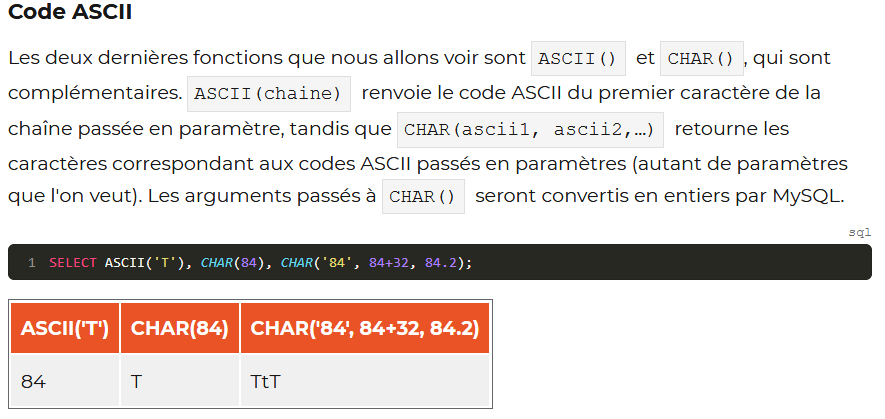 Code ASCII
Les deux dernières fonctions que nous allons voir sont ASCII() et CHAR(), qui sont
complémentaires. ASCII(chaine) renvoie le code ASCII du premier caractère de la
chaîne passée en paramètre, tandis que CHAR(ascii1, ascii2,…) retourne les
caractères correspondant aux codes ASCII passés en paramètres (autant de paramètres
que l'on veut). Les arguments passés à CHAR() seront convertis en entiers par MySQL.
sql
1 SELECT ASCII('T'), CHAR(84), CHAR('84', 84+32, 84.2);
ASCII('T') CHAR(84) CHAR('84', 84+32, 84.2)
84 T TtT